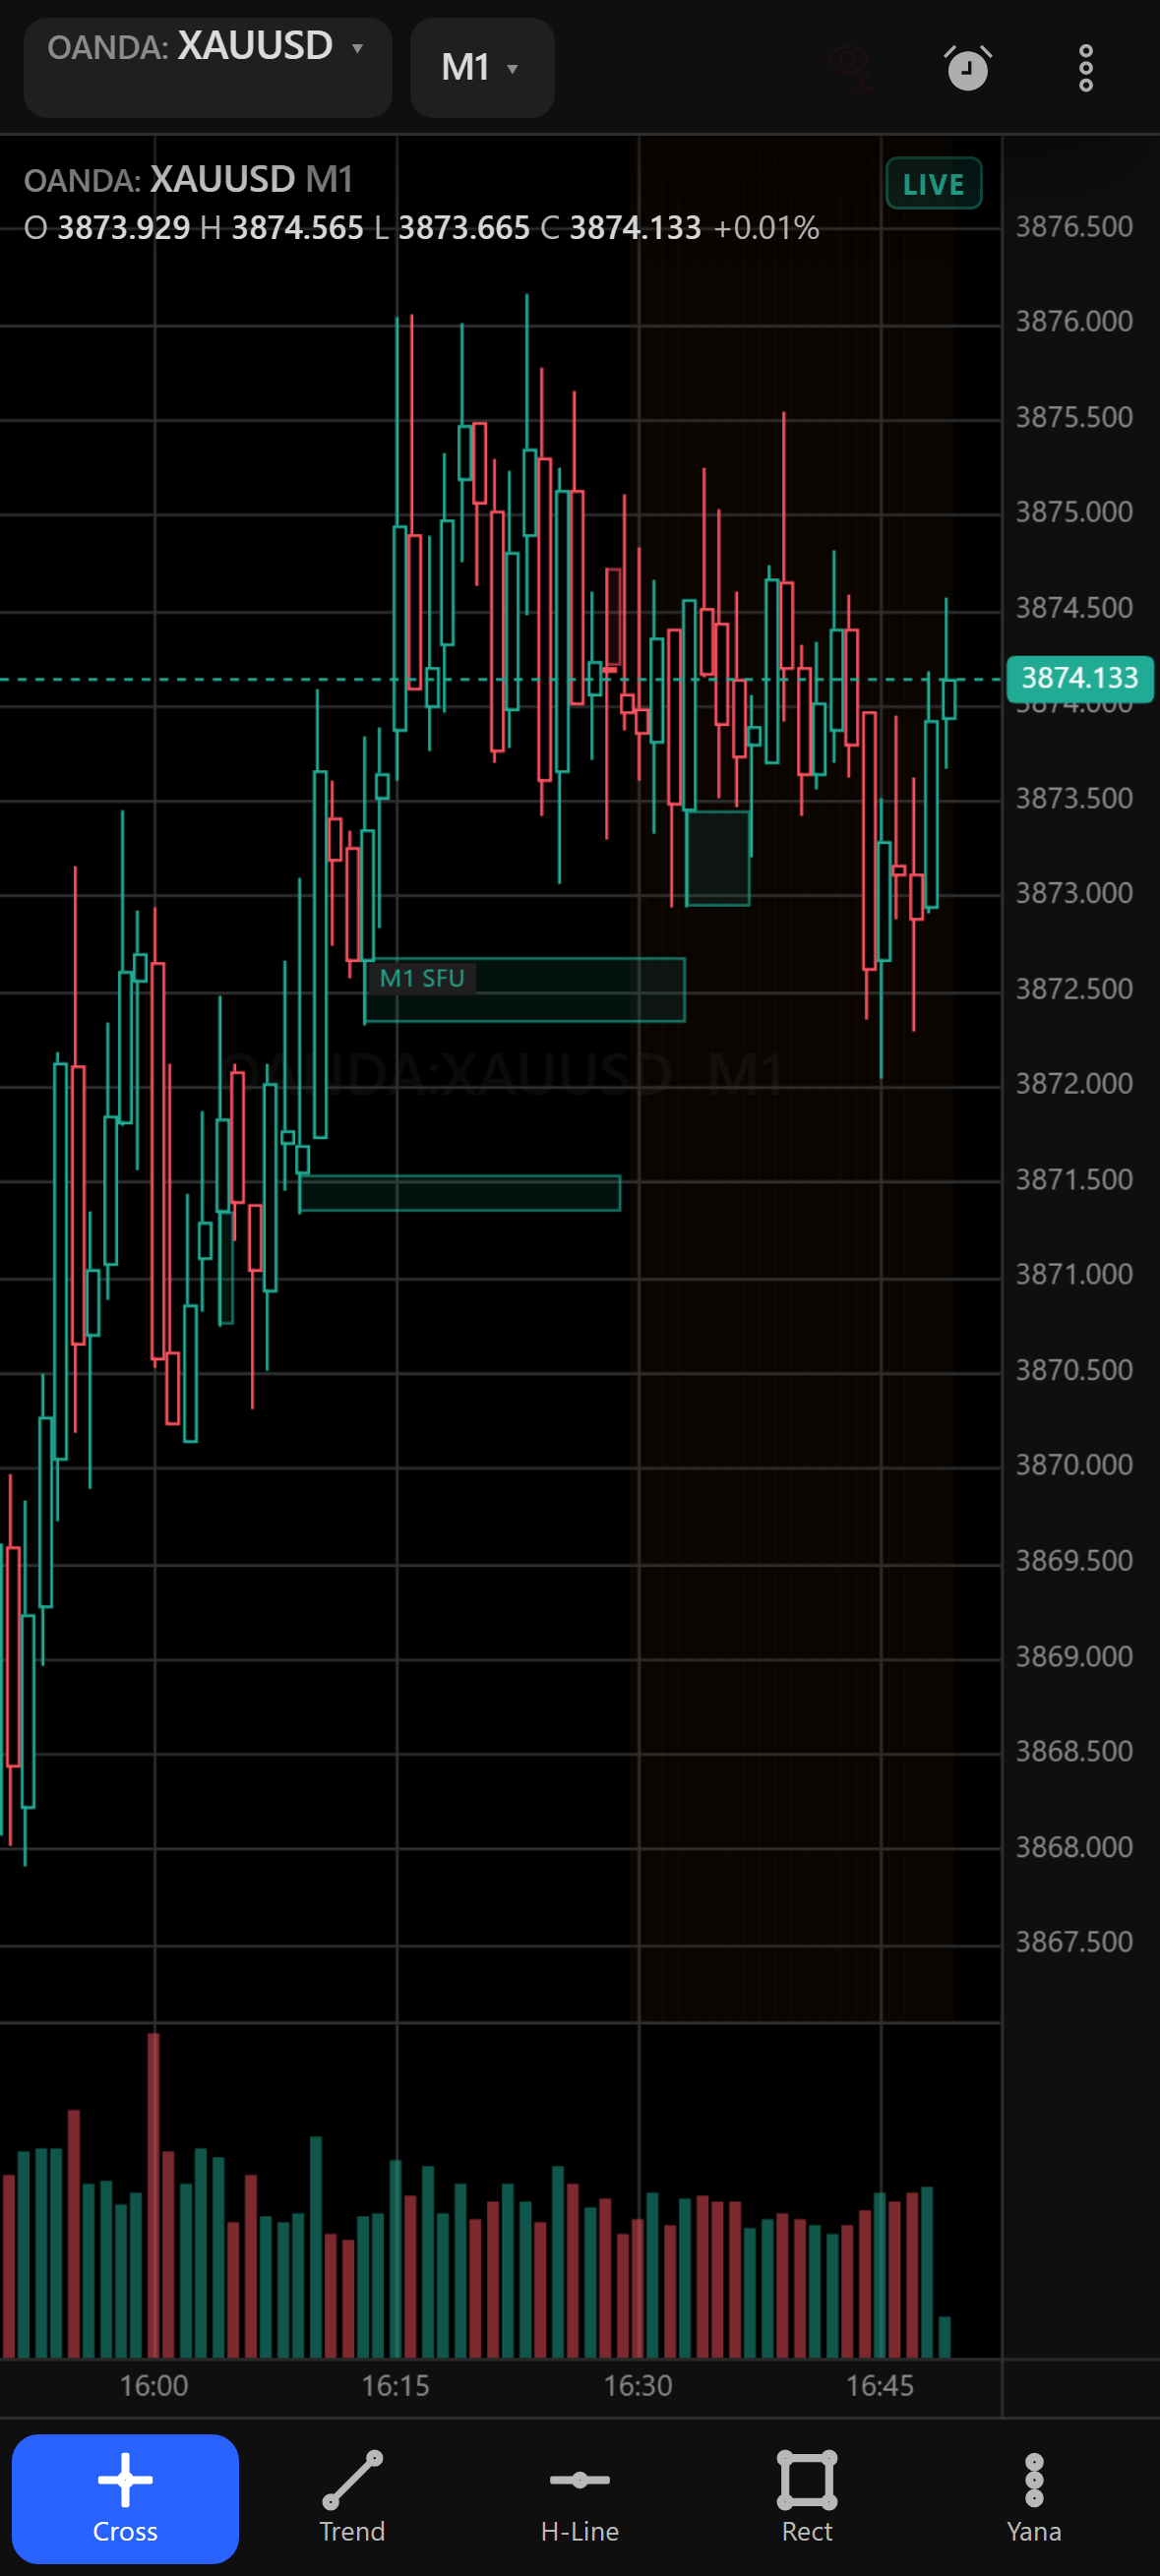 OANDA: XAUUSD ▾ M1 ▾
OANDA: XAUUSD M1
LIVE
O 3873.929 H 3874.565 L 3873.665 C 3874.133 +0.01%
3876.500
3876.000
3875.500
3875.000
3874.500
3874.133
3874.000
3873.500
3873.000
M1 SFU
3872.500
OANDA:XAUUSD M1
3872.000
3871.500
3871.000
3870.500
3870.000
3869.500
3869.000
3868.500
3868.000
3867.500
16:00 16:15 16:30 16:45
Cross Trend H-Line Rect Yana